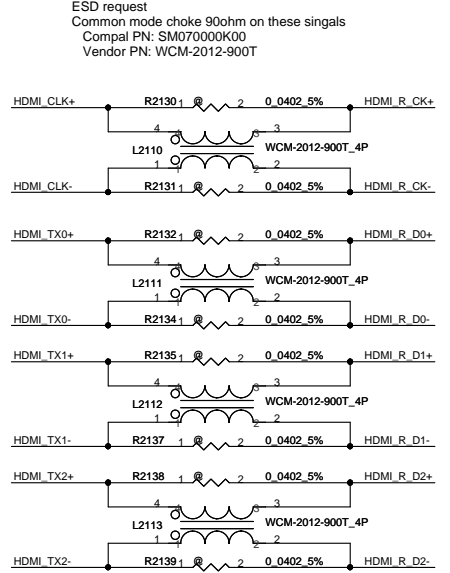 ESD request
Common mode choke 90ohm on these singals
Compal PN: SM070000K00
Vendor PN: WCM-2012-900T
HDMI_CLK+ R2130 1 @ 2 0_0402_5% HDMI_R_CK+
4 3
L2110 WCM-2012-900T_4P
1 2
HDMI_CLK- R2131 1 @ 2 0_0402_5% HDMI_R_CK-
HDMI_TX0+ R2132 1 @ 2 0_0402_5% HDMI_R_D0+
4 3
L2111 WCM-2012-900T_4P
1 2
HDMI_TX0- R2134 1 @ 2 0_0402_5% HDMI_R_D0-
HDMI_TX1+ R2135 1 @ 2 0_0402_5% HDMI_R_D1+
4 3
L2112 WCM-2012-900T_4P
1 2
HDMI_TX1- R2137 1 @ 2 0_0402_5% HDMI_R_D1-
HDMI_TX2+ R2138 1 @ 2 0_0402_5% HDMI_R_D2+
4 3
L2113 WCM-2012-900T_4P
1 2
HDMI_TX2- R2139 1 @ 2 0_0402_5% HDMI_R_D2-